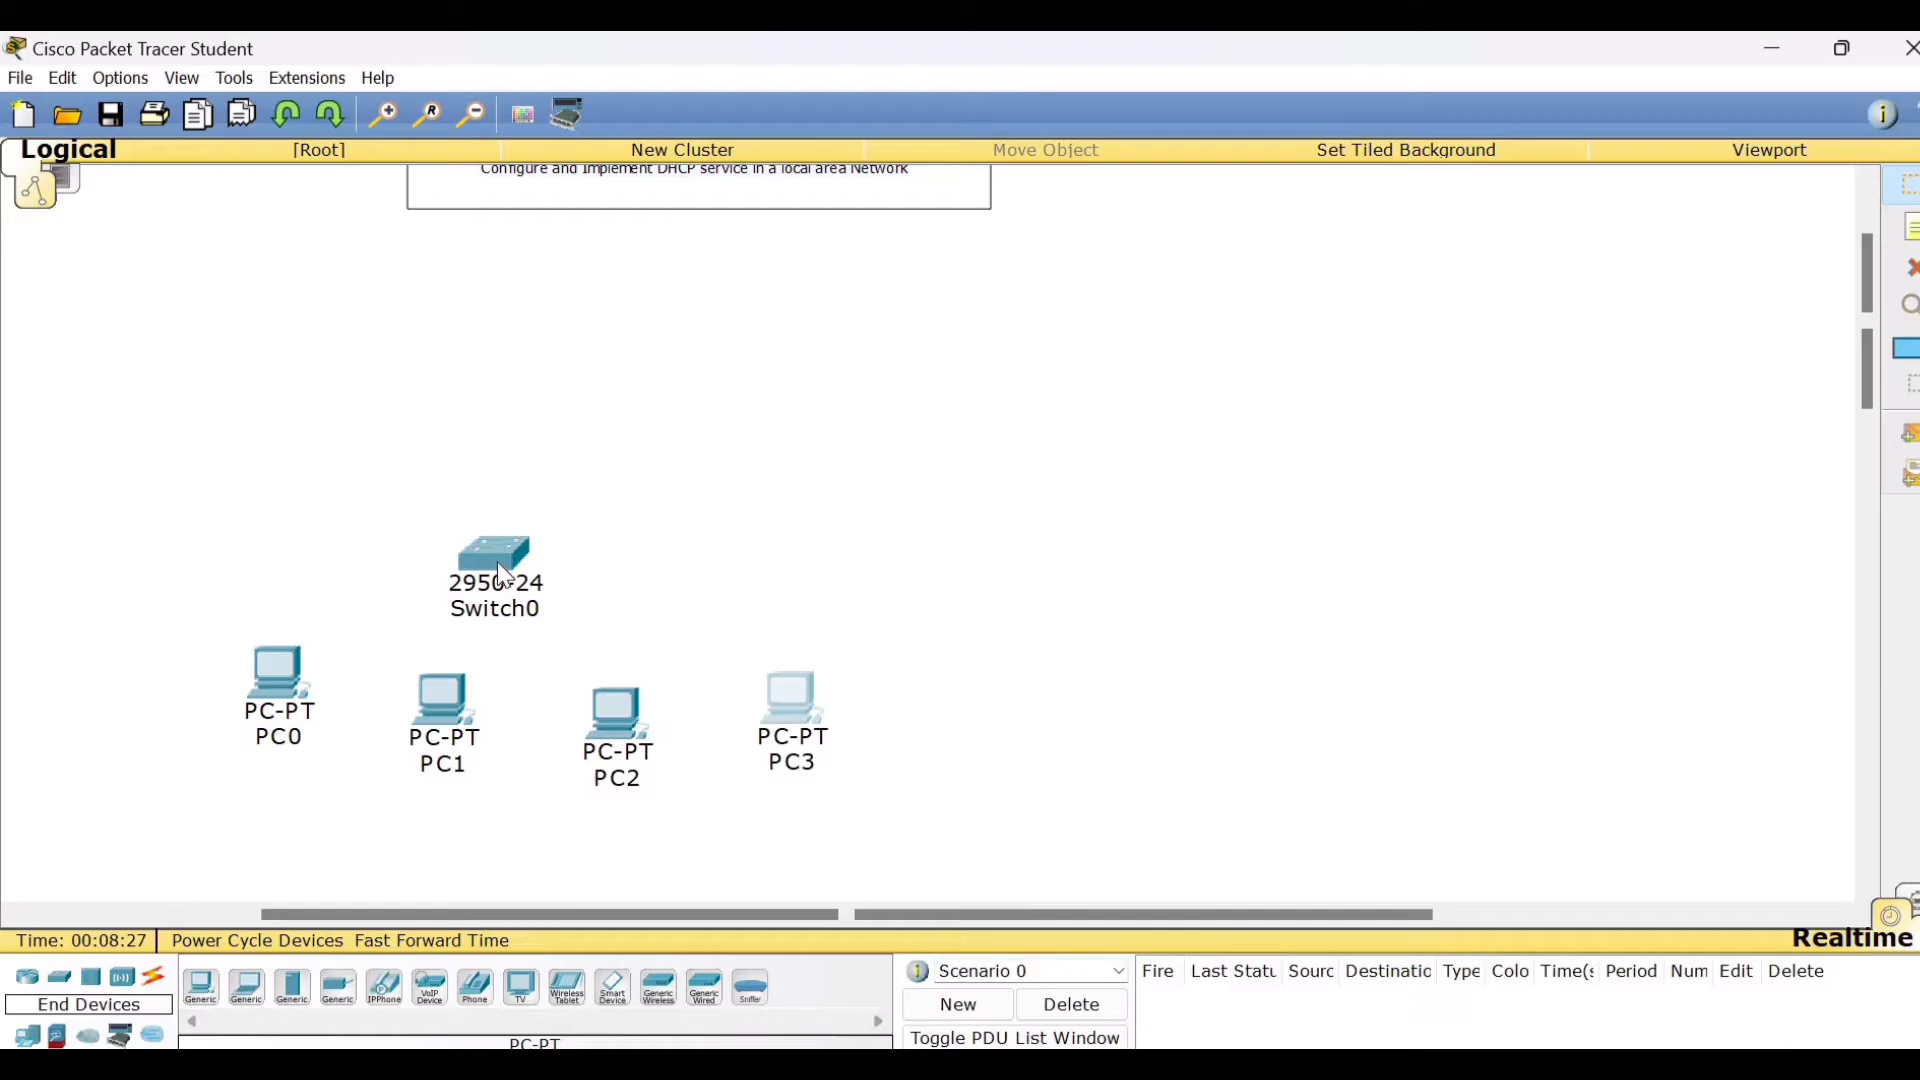 Cisco Packet Tracer Student
File Edit Options View Tools Extensions Help
Logical [Root] New Cluster Move Object Set Tiled Background Viewport
Configure and Implement DHCP service in a local area Network
2950-24
Switch0
PC-PT
PC0
PC-PT
PC1
PC-PT
PC2
PC-PT
PC3
Time: 00:08:27 Power Cycle Devices Fast Forward Time
Realtime
End Devices
Generic Generic Generic Generic IPPhone VoIP Device Phone TV Wireless Tablet Smart Device Generic Wireless Generic Wired Sniffer
PC-PT
Scenario 0
New Delete
Toggle PDU List Window
Fire Last Statu Sourc Destinatio Type Colo Time(s Period Num Edit Delete